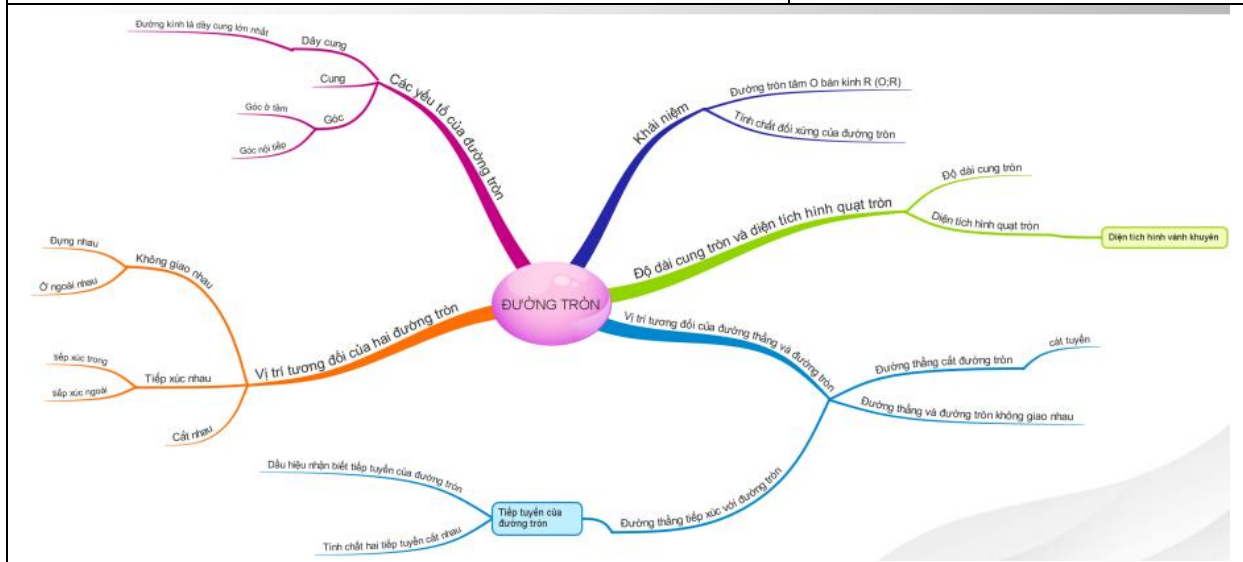 Đường kính là dây cung lớn nhất
Dây cung
Cung
Góc ở tâm
Góc
Góc nội tiếp
Các yếu tố của đường tròn
Khái niệm
Đường tròn tâm O bán kính R (O;R)
Tính chất đối xứng của đường tròn
Độ dài cung tròn và diện tích hình quạt tròn
Độ dài cung tròn
Diện tích hình quạt tròn
Diện tích hình vành khuyên
ĐƯỜNG TRÒN
Đựng nhau
Không giao nhau
Ở ngoài nhau
Vị trí tương đối của hai đường tròn
tiếp xúc trong
Tiếp xúc nhau
tiếp xúc ngoài
Cắt nhau
Vị trí tương đối của đường thẳng và đường tròn
Đường thẳng cắt đường tròn
cát tuyến
Đường thẳng và đường tròn không giao nhau
Đường thẳng tiếp xúc với đường tròn
Tiếp tuyến của
đường tròn
Dấu hiệu nhận biết tiếp tuyến của đường tròn
Tính chất hai tiếp tuyến cắt nhau